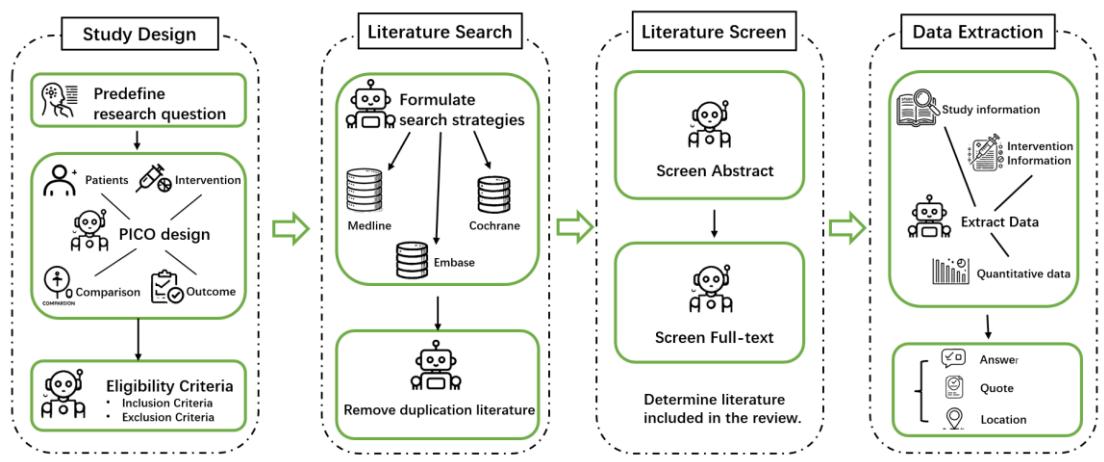 Study Design
Predefine
research question
Patients
Intervention
PICO design
COMPARISON
Comparison
Outcome
Eligibility Criteria
• Inclusion Criteria
• Exclusion Criteria
Literature Search
Formulate
search strategies
Medline
Cochrane
Embase
Remove duplication literature
Literature Screen
Screen Abstract
Screen Full-text
Determine literature
included in the review.
Data Extraction
Study information
Intervention
Information
Extract Data
Quantitative data
Answer
Quote
Location